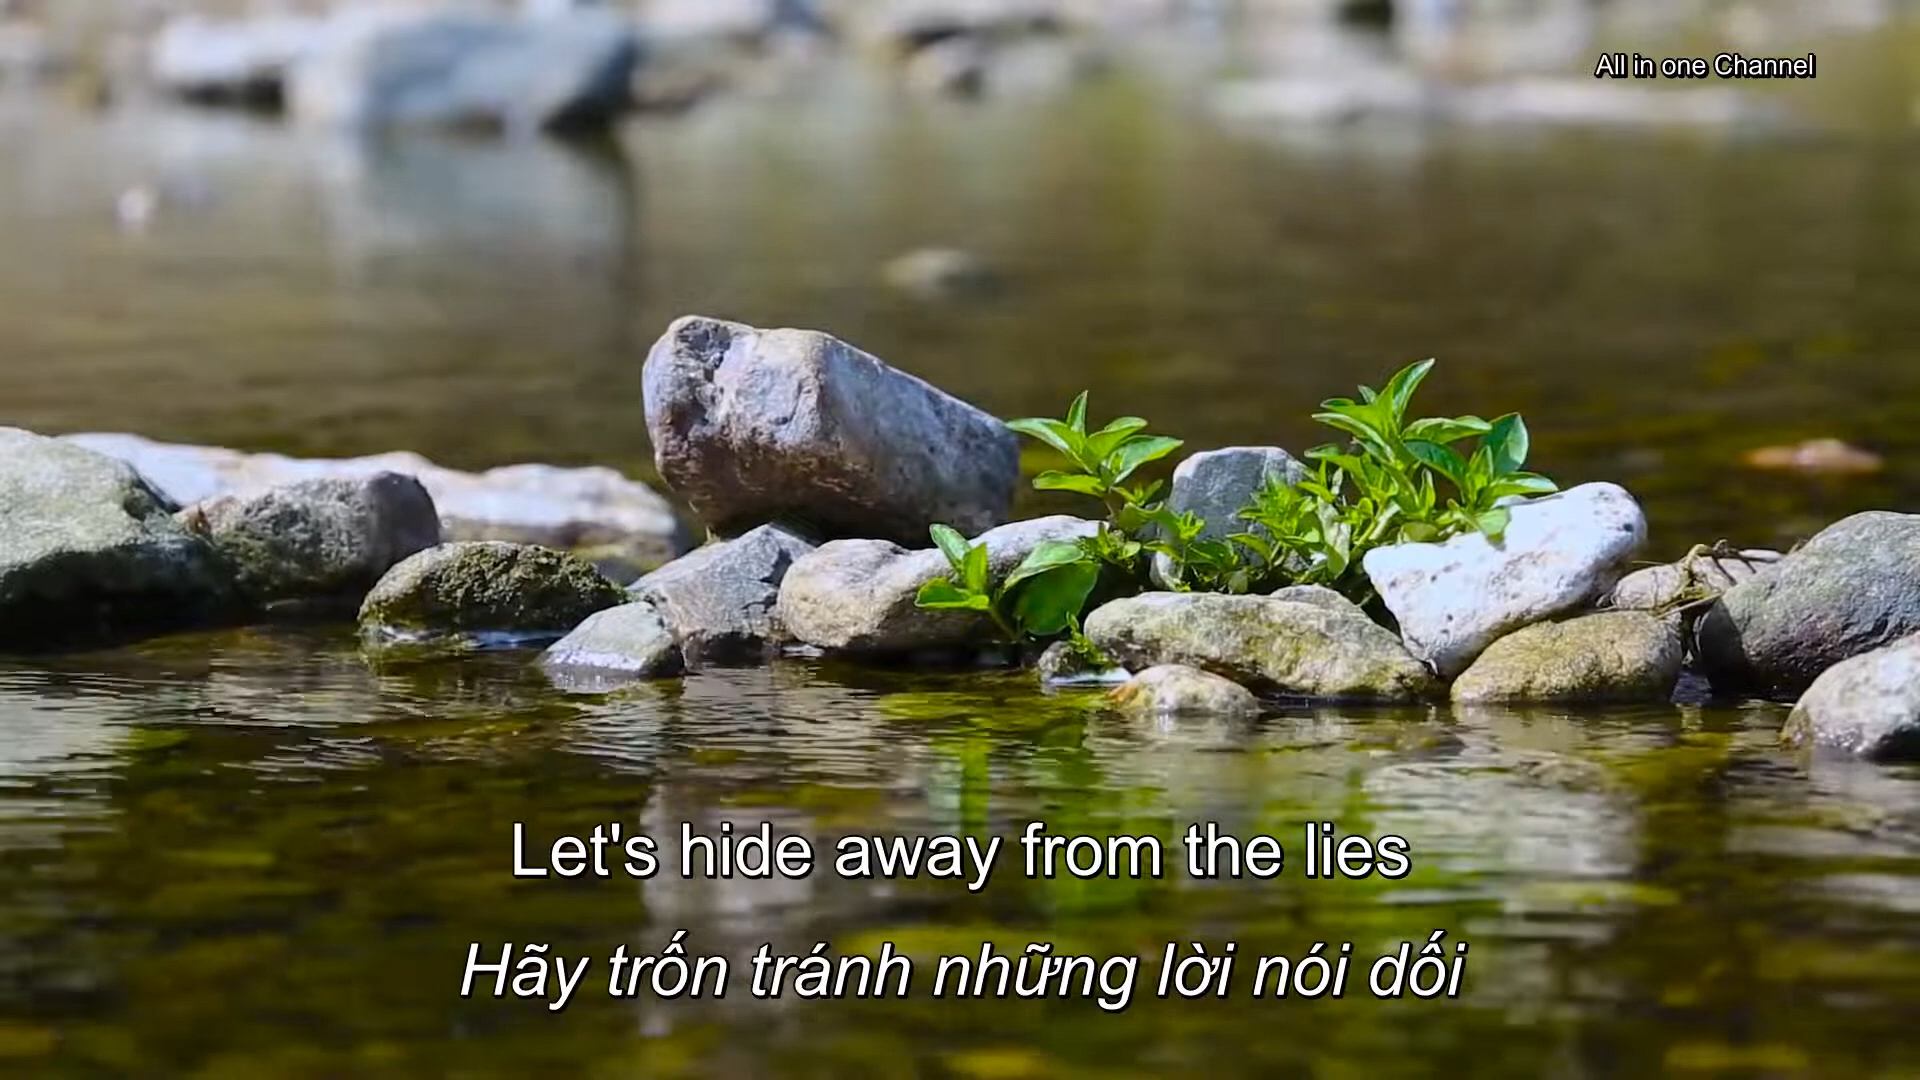 All in one Channel
Let's hide away from the lies
Hãy trốn tránh những lời nói dối